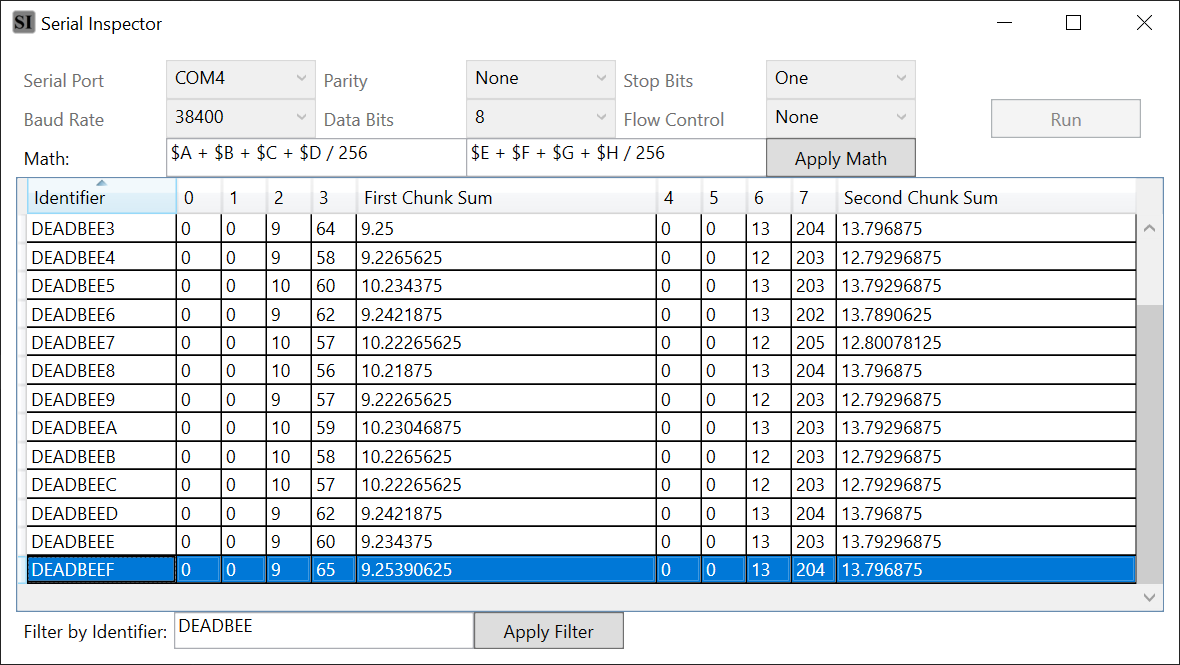 SI Serial Inspector
Serial Port COM4 Parity None Stop Bits One
Baud Rate 38400 Data Bits 8 Flow Control None Run
Math: $A + $B + $C + $D / 256 $E + $F + $G + $H / 256 Apply Math
Identifier 0 1 2 3 First Chunk Sum 4 5 6 7 Second Chunk Sum
DEADBEE3 0 0 9 64 9.25 0 0 13 204 13.796875
DEADBEE4 0 0 9 58 9.2265625 0 0 12 203 12.79296875
DEADBEE5 0 0 10 60 10.234375 0 0 13 203 13.79296875
DEADBEE6 0 0 9 62 9.2421875 0 0 13 202 13.7890625
DEADBEE7 0 0 10 57 10.22265625 0 0 12 205 12.80078125
DEADBEE8 0 0 10 56 10.21875 0 0 13 204 13.796875
DEADBEE9 0 0 9 57 9.22265625 0 0 12 203 12.79296875
DEADBEEA 0 0 10 59 10.23046875 0 0 13 203 13.79296875
DEADBEEB 0 0 10 58 10.2265625 0 0 12 203 12.79296875
DEADBEEC 0 0 10 57 10.22265625 0 0 12 203 12.79296875
DEADBEED 0 0 9 62 9.2421875 0 0 13 204 13.796875
DEADBEEE 0 0 9 60 9.234375 0 0 13 203 13.79296875
DEADBEEF 0 0 9 65 9.25390625 0 0 13 204 13.796875
Filter by Identifier: DEADBEE Apply Filter